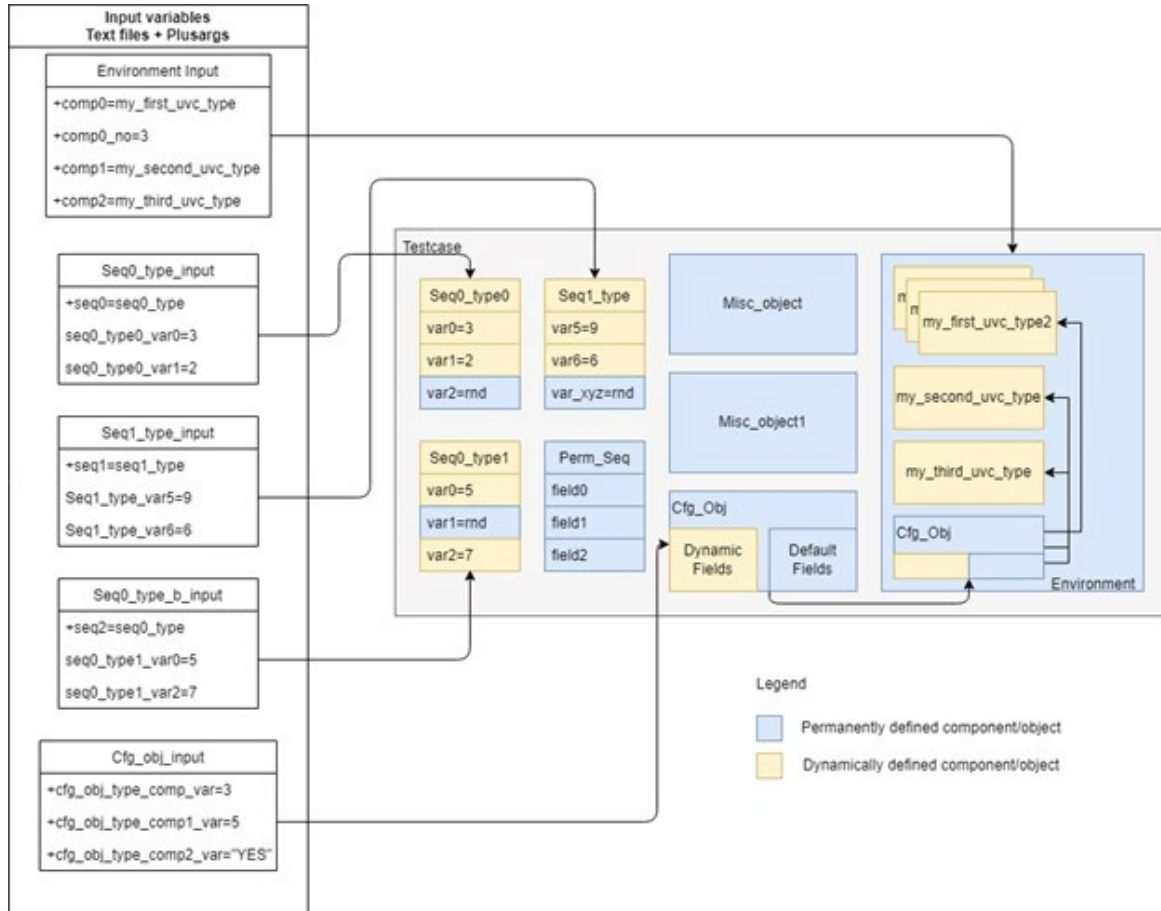 Input variables
Text files + Plusargs
Environment Input
+comp0=my_first_uvc_type
+comp0_no=3
+comp1=my_second_uvc_type
+comp2=my_third_uvc_type
Seq0_type_input
+seq0=seq0_type
seq0_type0_var0=3
seq0_type0_var1=2
Seq1_type_input
+seq1=seq1_type
Seq1_type_var5=9
Seq1_type_var6=6
Seq0_type_b_input
+seq2=seq0_type
seq0_type1_var0=5
seq0_type1_var2=7
Cfg_obj_input
+cfg_obj_type_comp_var=3
+cfg_obj_type_comp1_var=5
+cfg_obj_type_comp2_var="YES"
Testcase
Seq0_type0
var0=3
var1=2
var2=rnd
Seq1_type
var5=9
var6=6
var_xyz=rnd
Seq0_type1
var0=5
var1=rnd
var2=7
Perm_Seq
field0
field1
field2
Misc_object
Misc_object1
Cfg_Obj
Dynamic
Fields
Default
Fields
m
m
my_first_uvc_type2
my_second_uvc_type
my_third_uvc_type
Cfg_Obj
Environment
Legend
Permanently defined component/object
Dynamically defined component/object